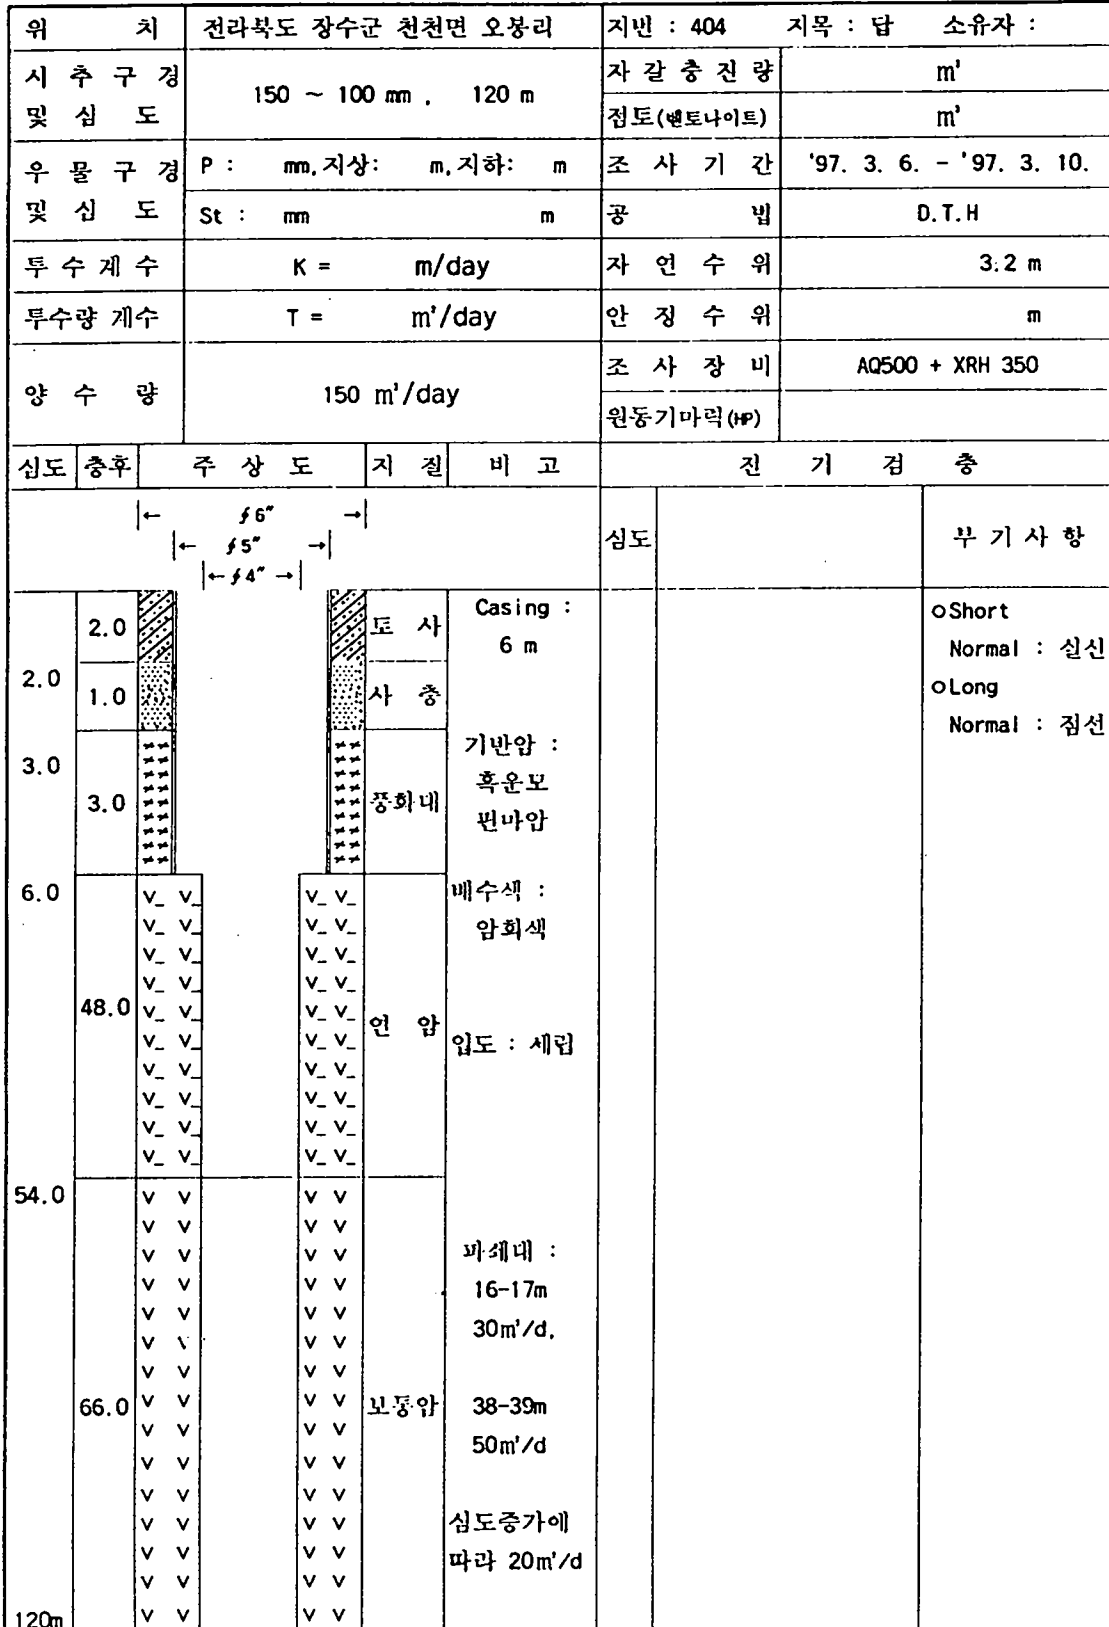 위 치 전라북도 장수군 천천면 오봉리 지번 : 404 지목 : 답 소유자 :
시 추 구 경 및 심 도 150 ~ 100 mm . 120 m 자 갈 충 진 량 m³
점토(벤토나이트) m³
우 물 구 경 및 심 도 P : mm, 지상: m, 지하: m 조 사 기 간 '97. 3. 6. - '97. 3. 10.
St : mm m 공 법 D.T.H
투 수 계 수 K = m/day 자 연 수 위 3.2 m
투수량 계수 T = m³/day 안 정 수 위 m
양 수 량 150 m³/day 조 사 장 비 AQ500 + XRH 350
원동기마력(HP)
심도 층후 주 상 도 지 질 비 고 전 기 검 층
∮6"
∮5"
∮4"
심도 부 기 사 항
2.0 토 사 Casing :
6 m
2.0
1.0 사 층
3.0
3.0 풍화대
기반암 :
흑운모
편마암
6.0
배수색 :
암회색
48.0 연 암
입도 : 세립
54.0
파쇄대 :
16-17m
30m³/d,
66.0 보통암 38-39m
50m³/d
심도증가에
따라 20m³/d
120m
○Short
Normal : 실선
○Long
Normal : 점선